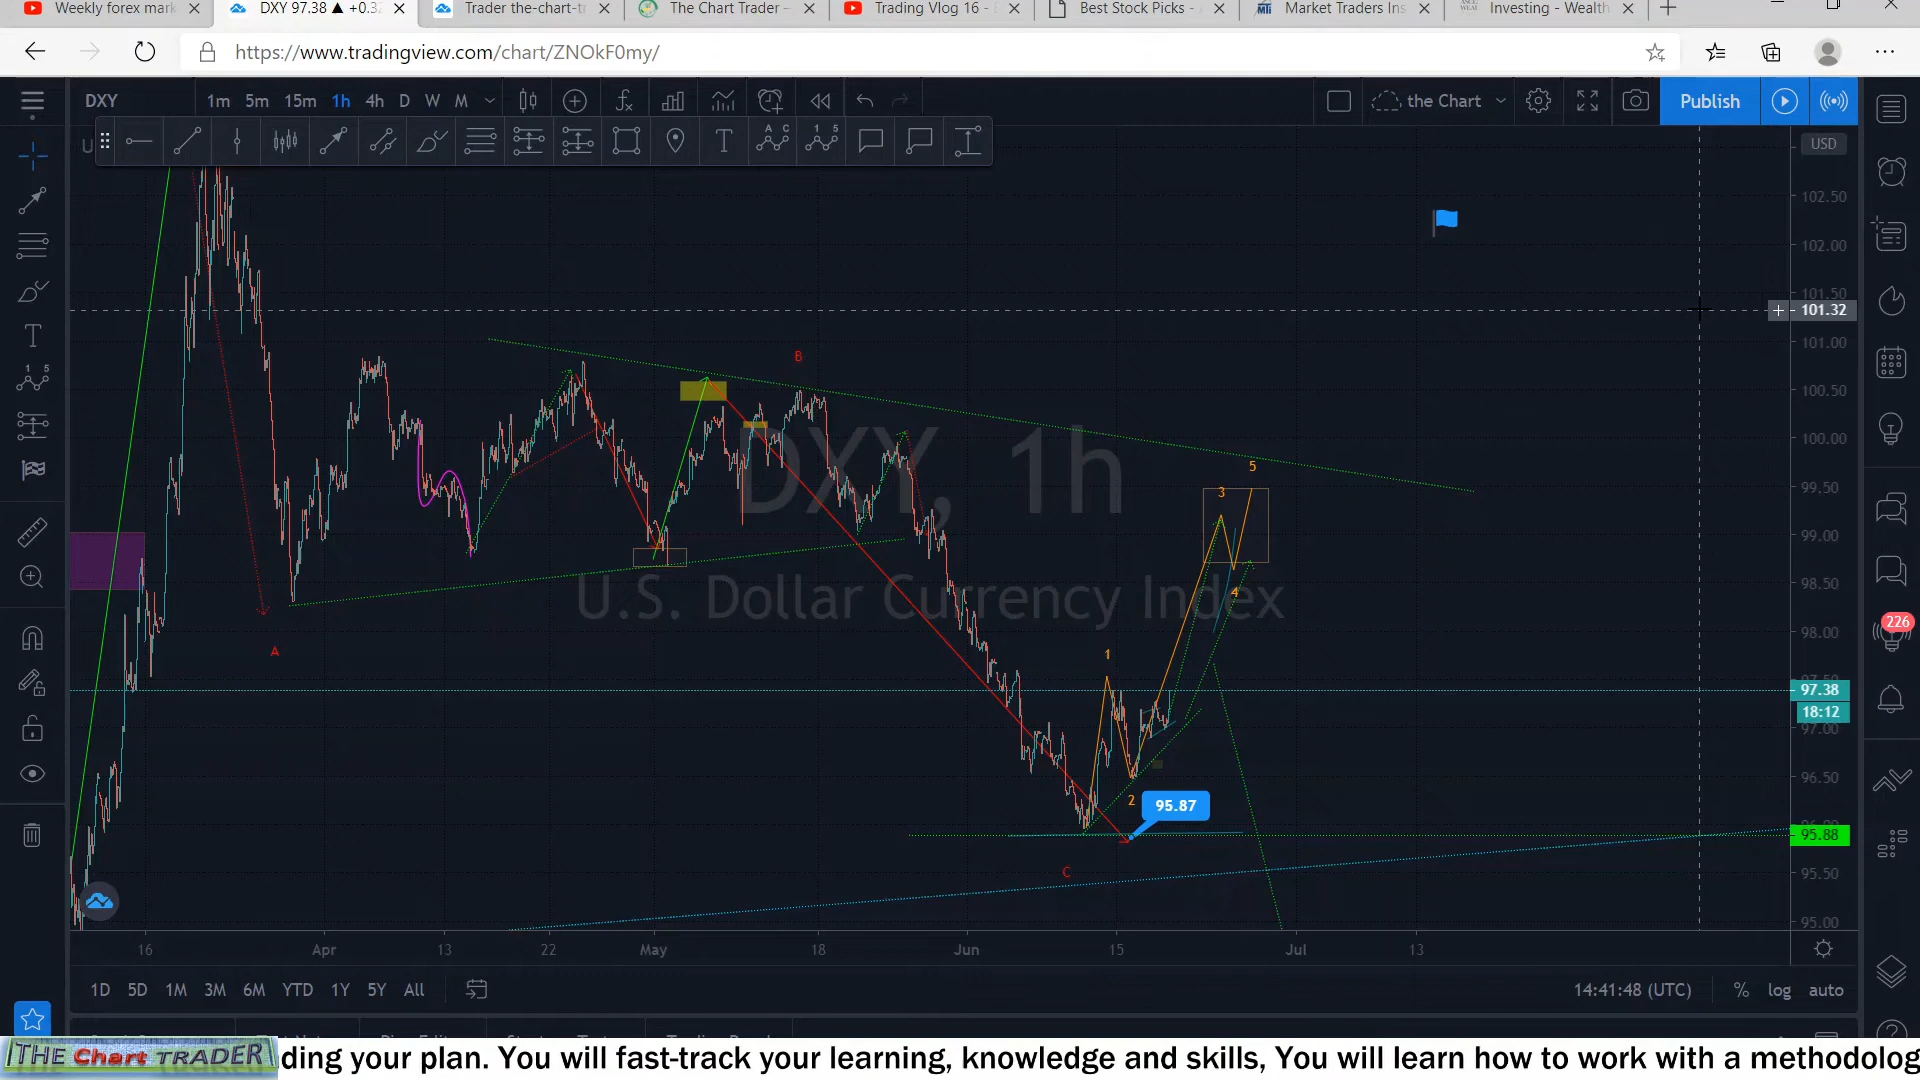 Weekly forex mark
DXY 97.38 ▲ +0.3
Trader the-chart-t
The Chart Trader –
Trading Vlog 16 -
Best Stock Picks -
Market Traders Ins
Investing - Wealth
https://www.tradingview.com/chart/ZNOkF0my/
DXY
1m 5m 15m 1h 4h D W M
the Chart
Publish
USD
102.50
102.00
101.50
101.32
101.00
100.50
100.00
99.50
99.00
98.50
98.00
97.38
18:12
97.00
96.50
95.88
95.50
95.00
DXY, 1h
U.S. Dollar Currency Index
A
B
C
1
2
3
4
5
95.87
226
16 Apr 13 22 May 18 Jun 15 Jul 13
1D 5D 1M 3M 6M YTD 1Y 5Y All
14:41:48 (UTC) % log auto
THE Chart TRADER
ding your plan. You will fast-track your learning, knowledge and skills, You will learn how to work with a methodolog